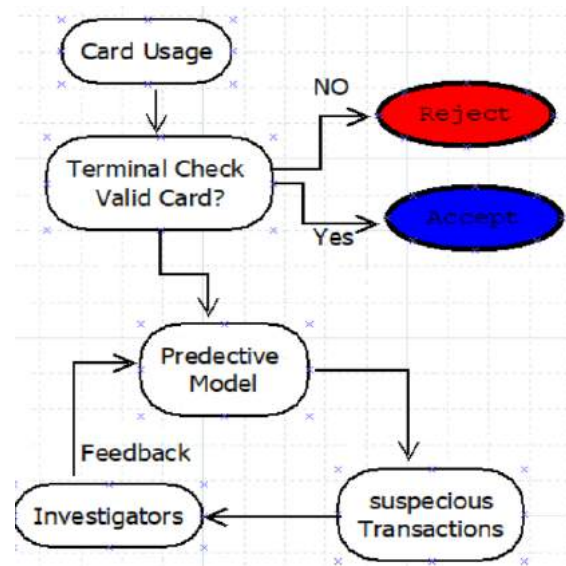 Card Usage
NO
Reject
Terminal Check
Valid Card?
Accept
Yes
Predective
Model
Feedback
suspecious
Transactions
Investigators